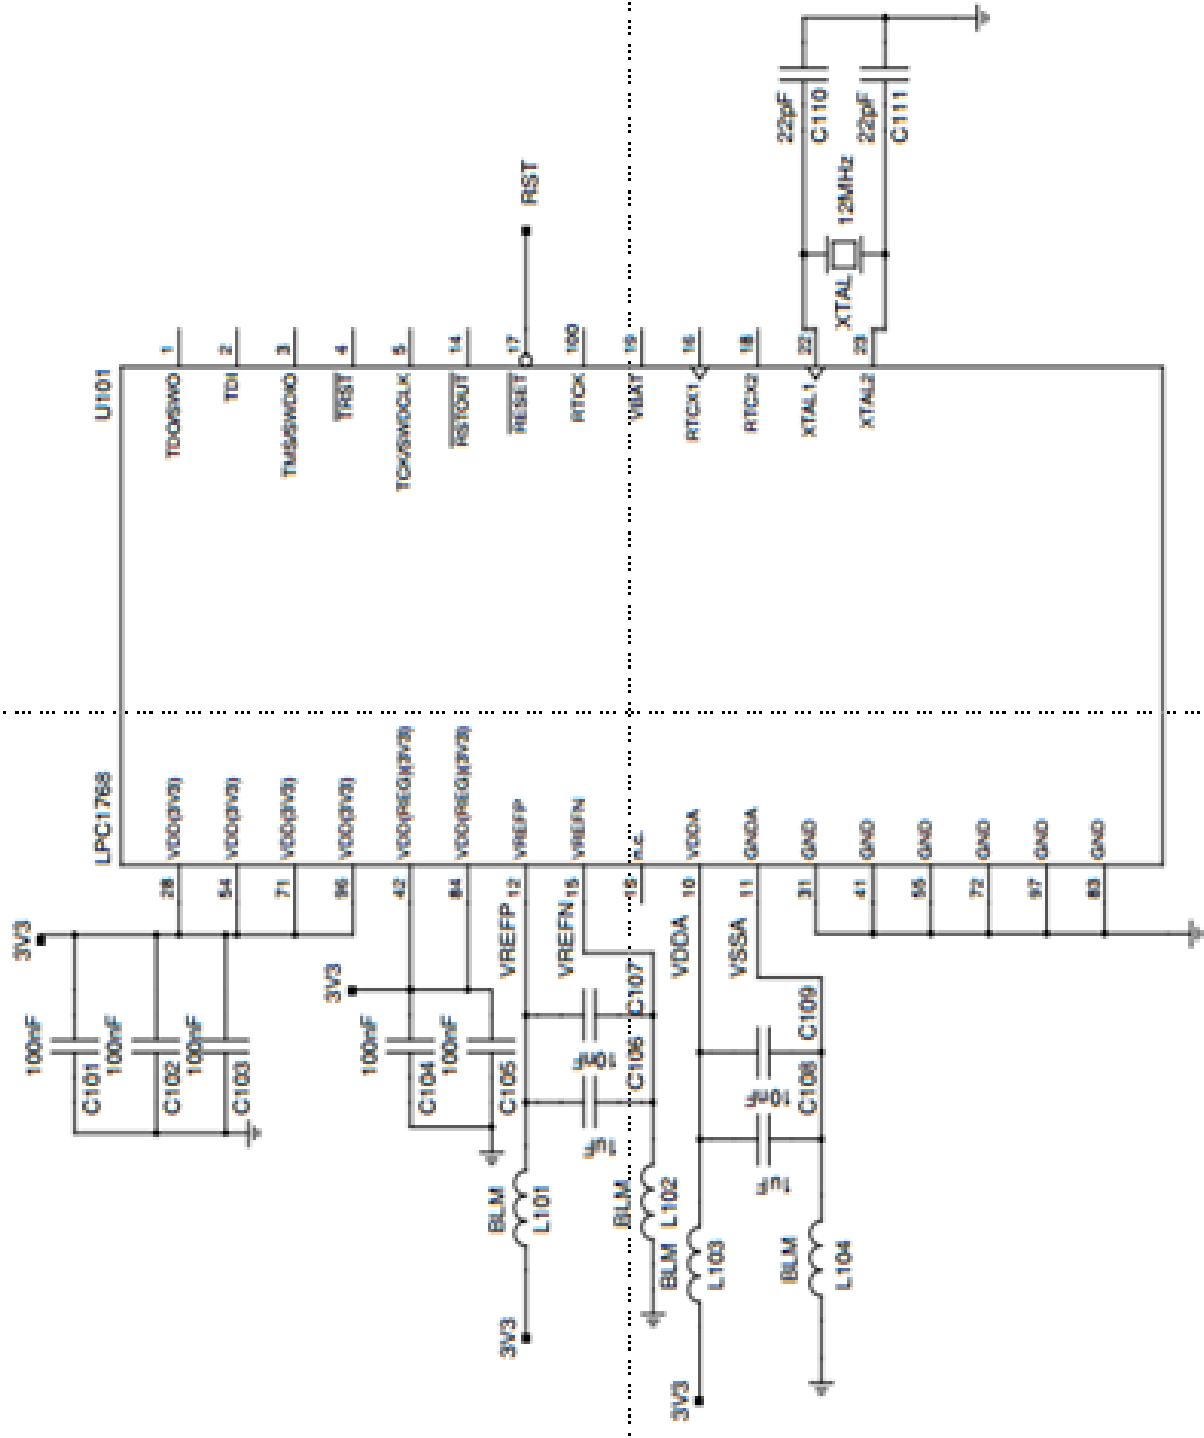 U101
LPC1768
TDO/SWO
1
TDI
2
TMS/SWDIO
3
TRST
4
TCK/SWDCLK
5
RSTOUT
14
RESET
17
RST
RTCK
100
VBAT
19
RTCX1
16
RTCX2
18
XTAL1
22
XTAL2
23
XTAL
12MHz
22pF
C110
22pF
C111
VDD(3V3)
28
VDD(3V3)
54
VDD(3V3)
71
VDD(3V3)
96
VDD(REG)(3V3)
42
VDD(REG)(3V3)
84
VREFP
12
VREFP
VREFN
15
VREFN
n.c.
VDDA
10
VDDA
GNDA
11
VSSA
GND
31
GND
41
GND
55
GND
72
GND
97
GND
83
3V3
100nF
C101
100nF
C102
100nF
C103
3V3
100nF
C104
100nF
C105
C107
10nF
C106
1uF
BLM
L101
3V3
BLM
L102
C109
10nF
C108
1uF
BLM
L103
3V3
BLM
L104